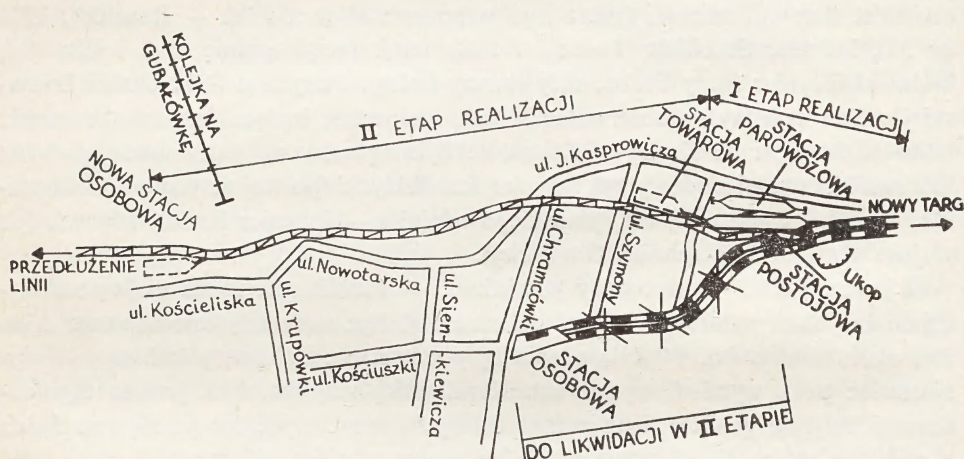 KOLEJKA NA
GUBAŁÓWKĘ
NOWA STACJA
OSOBOWA
II ETAP REALIZACJI
I ETAP REALIZACJI
STACJA
TOWAROWA
STACJA
PAROWOZOWA
ul. J. Kasprowicza
NOWY TARG
PRZEDŁUŻENIE
LINII
ul. Kościeliska
ul. Nowotarska
ul. Krupówki
ul. Kościuszki
ul. Sien-
-kiewicza
ul. Chramcówki
ul. Szymony
STACJA
POSTOJOWA
UKOP
STACJA
OSOBOWA
DO LIKWIDACJI W II ETAPIE